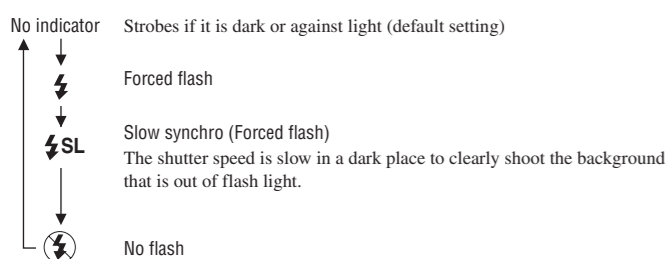 No indicator Strobes if it is dark or against light (default setting)
Forced flash
SL Slow synchro (Forced flash)
The shutter speed is slow in a dark place to clearly shoot the background
that is out of flash light.
No flash